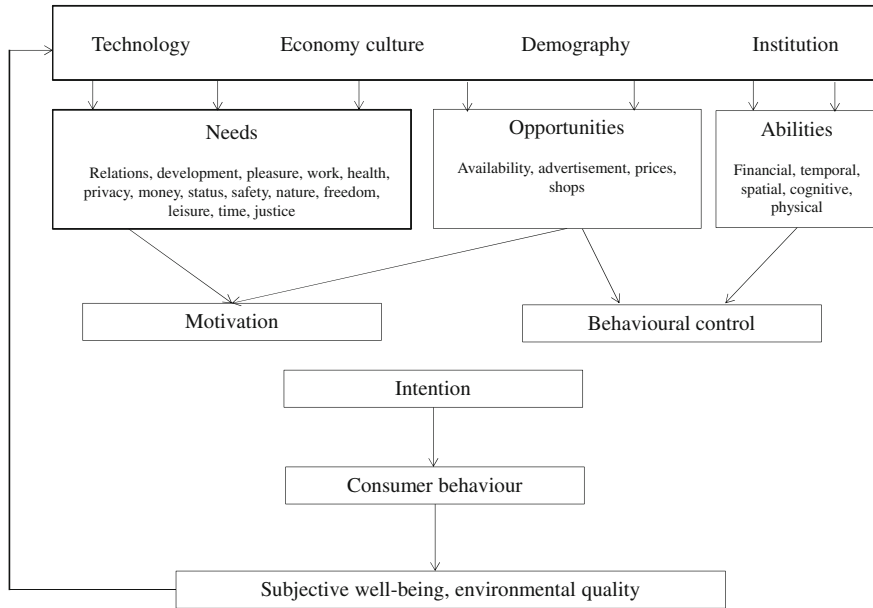 Technology Economy culture Demography Institution
Needs
Relations, development, pleasure, work, health,
privacy, money, status, safety, nature, freedom,
leisure, time, justice
Opportunities
Availability, advertisement, prices,
shops
Abilities
Financial, temporal,
spatial, cognitive,
physical
Motivation
Behavioural control
Intention
Consumer behaviour
Subjective well-being, environmental quality